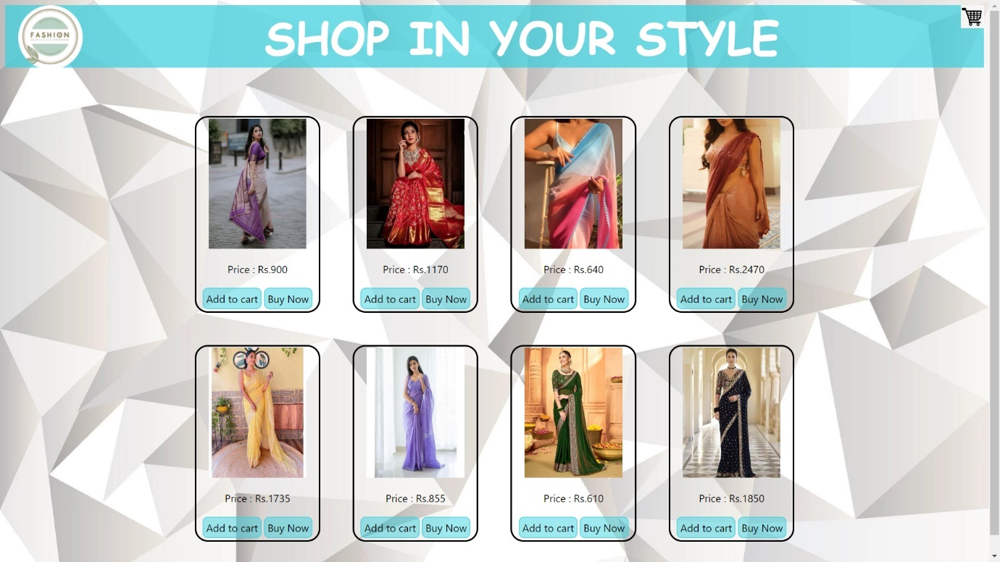 FASHION
SHOP IN YOUR STYLE
Price : Rs.900
Add to cart Buy Now
Price : Rs.1170
Add to cart Buy Now
Price : Rs.640
Add to cart Buy Now
Price : Rs.2470
Add to cart Buy Now
Price : Rs.1735
Add to cart Buy Now
Price : Rs.855
Add to cart Buy Now
Price : Rs.610
Add to cart Buy Now
Price : Rs.1850
Add to cart Buy Now